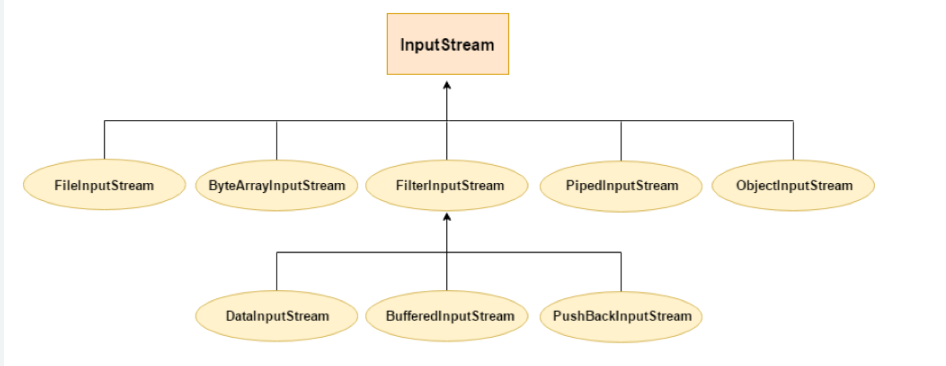 InputStream
FileInputStream
ByteArrayInputStream
FilterInputStream
PipedInputStream
ObjectInputStream
DataInputStream
BufferedInputStream
PushBackInputStream